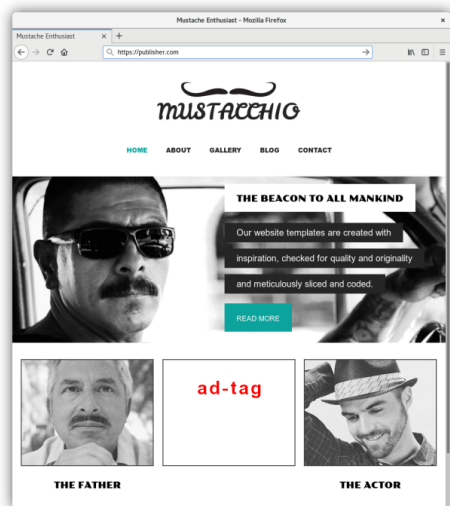 Mustache Enthusiast - Mozilla Firefox
Mustache Enthusiast
https://publisher.com
MUSTACCHIO
HOME ABOUT GALLERY BLOG CONTACT
THE BEACON TO ALL MANKIND
Our website templates are created with
inspiration, checked for quality and originality
and meticulously sliced and coded.
READ MORE
ad-tag
THE FATHER THE ACTOR